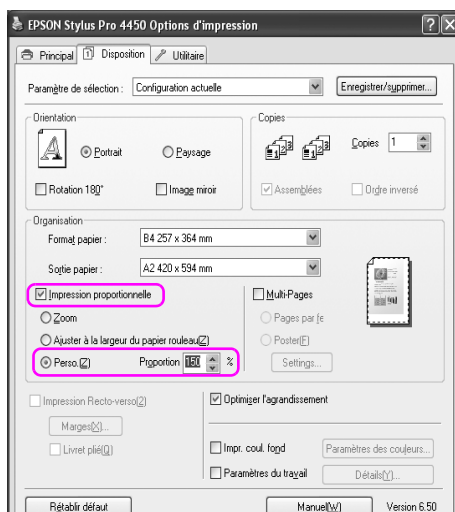 EPSON Stylus Pro 4450 Options d'impression
Principal Disposition Utilitaire
Paramètre de sélection : Configuration actuelle Enregistrer/supprimer...
Orientation
Portrait Paysage
Rotation 180° Image miroir
Copies
Copies 1
Assemblées Ordre inversé
Organisation
Format papier : B4 257 x 364 mm
Sortie papier : A2 420 x 594 mm
Impression proportionnelle
Zoom
Ajuster à la largeur du papier rouleau(Z)
Perso.(Z) Proportion 150 %
Multi-Pages
Pages par fe
Poster(F)
Settings...
Impression Recto-verso(2)
Marges(X)...
Livret plié(Q)
Optimiser l'agrandissement
Impr. coul. fond Paramètres des couleurs...
Paramètres du travail Détails(Y)...
Rétablir défaut Manuel(W) Version 6.50